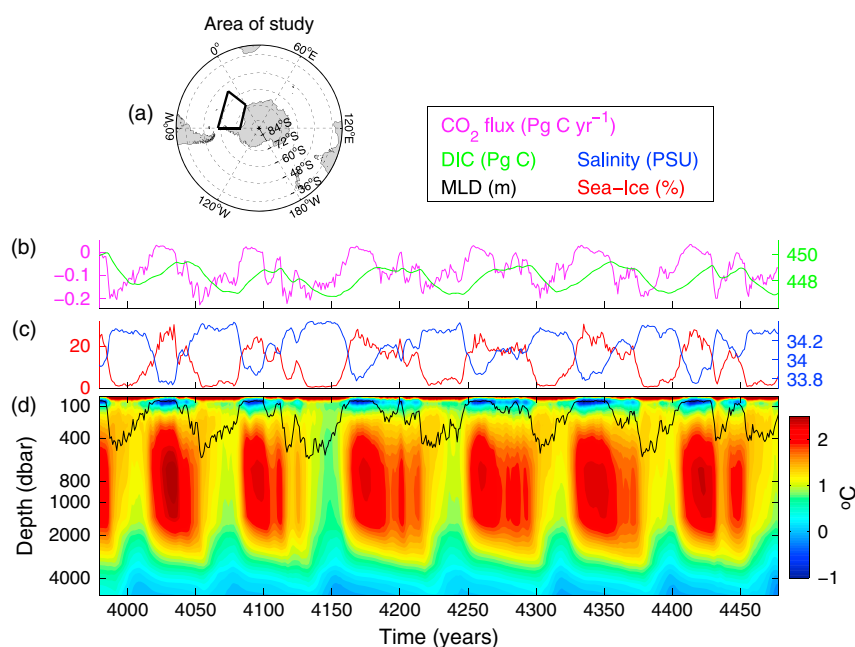 Area of study
0°
60°E
(a)
60°W
120°E
84°S
72°S
60°S
48°S
36°S
120°W
180°W
CO₂ flux (Pg C yr⁻¹)
DIC (Pg C) Salinity (PSU)
MLD (m) Sea−Ice (%)
(b)
0
−0.1
−0.2
450
448
(c)
20
0
34.2
34
33.8
(d)
100
400
800
1000
2000
4000
Depth (dbar)
2
1
0
−1
°C
4000 4050 4100 4150 4200 4250 4300 4350 4400 4450
Time (years)